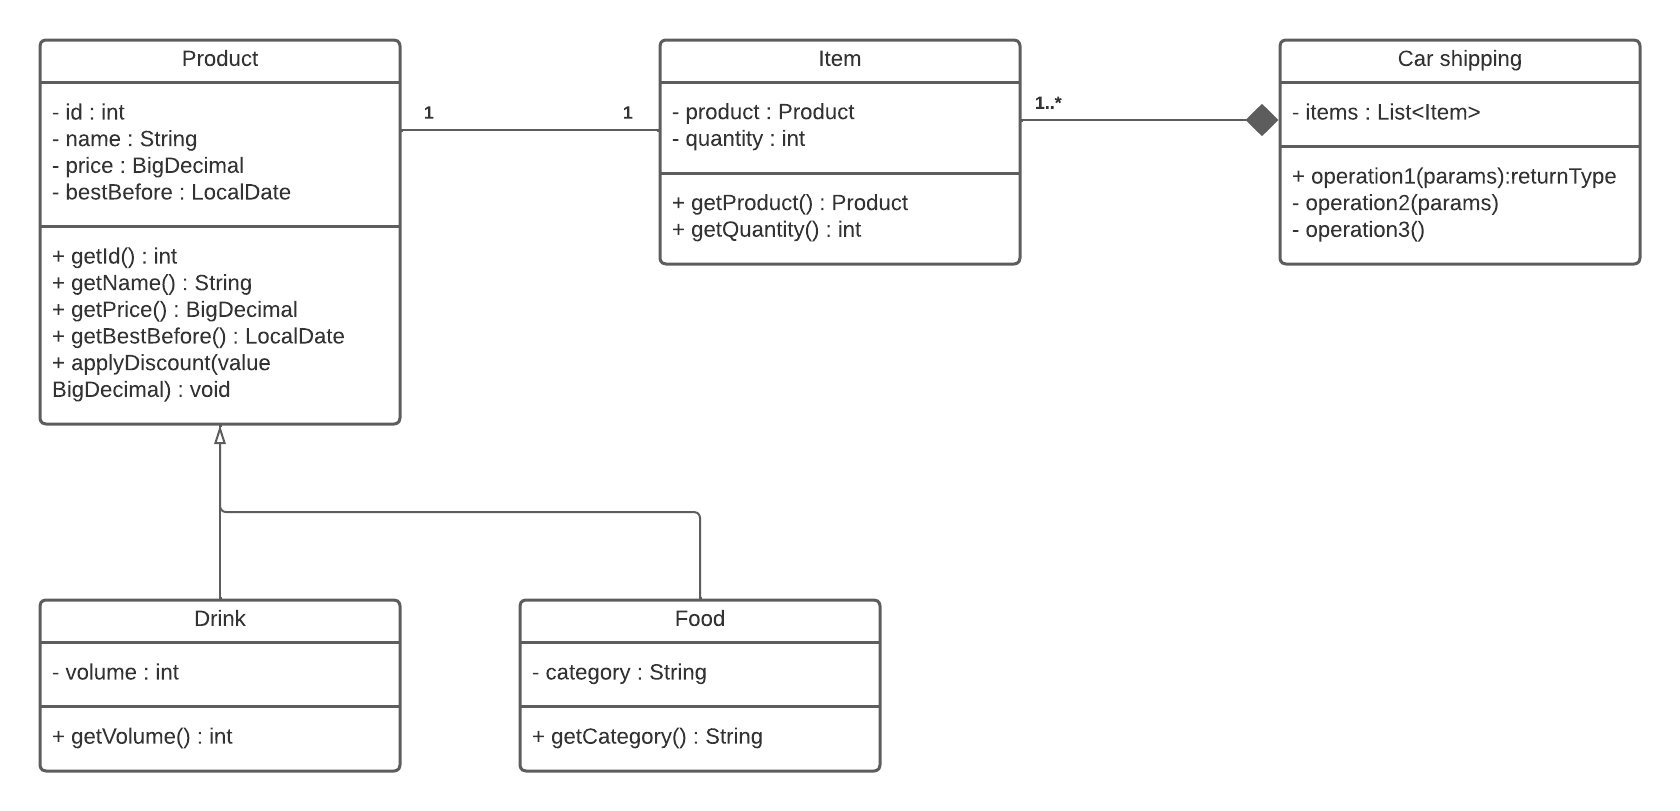 Product
- id : int
- name : String
- price : BigDecimal
- bestBefore : LocalDate
+ getId() : int
+ getName() : String
+ getPrice() : BigDecimal
+ getBestBefore() : LocalDate
+ applyDiscount(value
BigDecimal) : void
1
1
Item
- product : Product
- quantity : int
+ getProduct() : Product
+ getQuantity() : int
1..*
Car shipping
- items : List<Item>
+ operation1(params):returnType
- operation2(params)
- operation3()
Drink
- volume : int
+ getVolume() : int
Food
- category : String
+ getCategory() : String